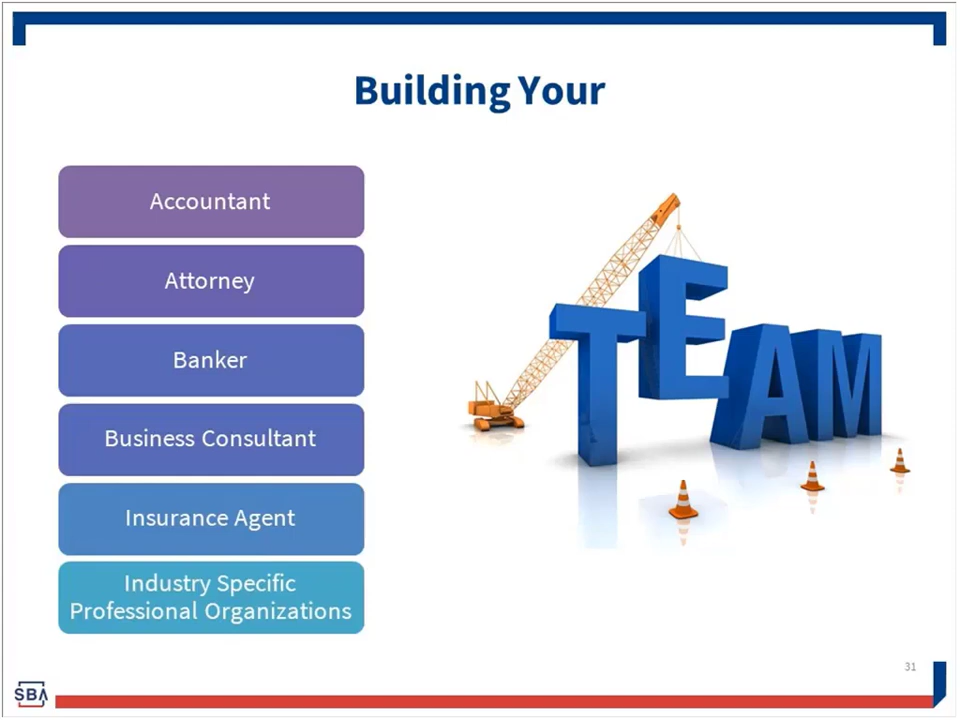 Building Your
Accountant
Attorney
Banker
Business Consultant
Insurance Agent
Industry Specific
Professional Organizations
TEAM
31
SBA